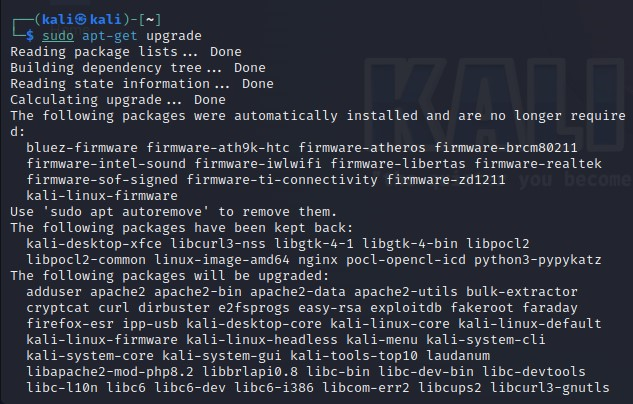 ┌──(kali㉿kali)-[~]
└─$ sudo apt-get upgrade
Reading package lists... Done
Building dependency tree... Done
Reading state information... Done
Calculating upgrade... Done
The following packages were automatically installed and are no longer require
d:
  bluez-firmware firmware-ath9k-htc firmware-atheros firmware-brcm80211
  firmware-intel-sound firmware-iwlwifi firmware-libertas firmware-realtek
  firmware-sof-signed firmware-ti-connectivity firmware-zd1211
  kali-linux-firmware
Use 'sudo apt autoremove' to remove them.
The following packages have been kept back:
  kali-desktop-xfce libcurl3-nss libgtk-4-1 libgtk-4-bin libpocl2
  libpocl2-common linux-image-amd64 nginx pocl-opencl-icd python3-pypykatz
The following packages will be upgraded:
  adduser apache2 apache2-bin apache2-data apache2-utils bulk-extractor
  cryptcat curl dirbuster e2fsprogs easy-rsa exploitdb fakeroot faraday
  firefox-esr ipp-usb kali-desktop-core kali-linux-core kali-linux-default
  kali-linux-firmware kali-linux-headless kali-menu kali-system-cli
  kali-system-core kali-system-gui kali-tools-top10 laudanum
  libapache2-mod-php8.2 libbrlapi0.8 libc-bin libc-dev-bin libc-devtools
  libc-l10n libc6 libc6-dev libc6-i386 libcom-err2 libcups2 libcurl3-gnutls
KALI
you become